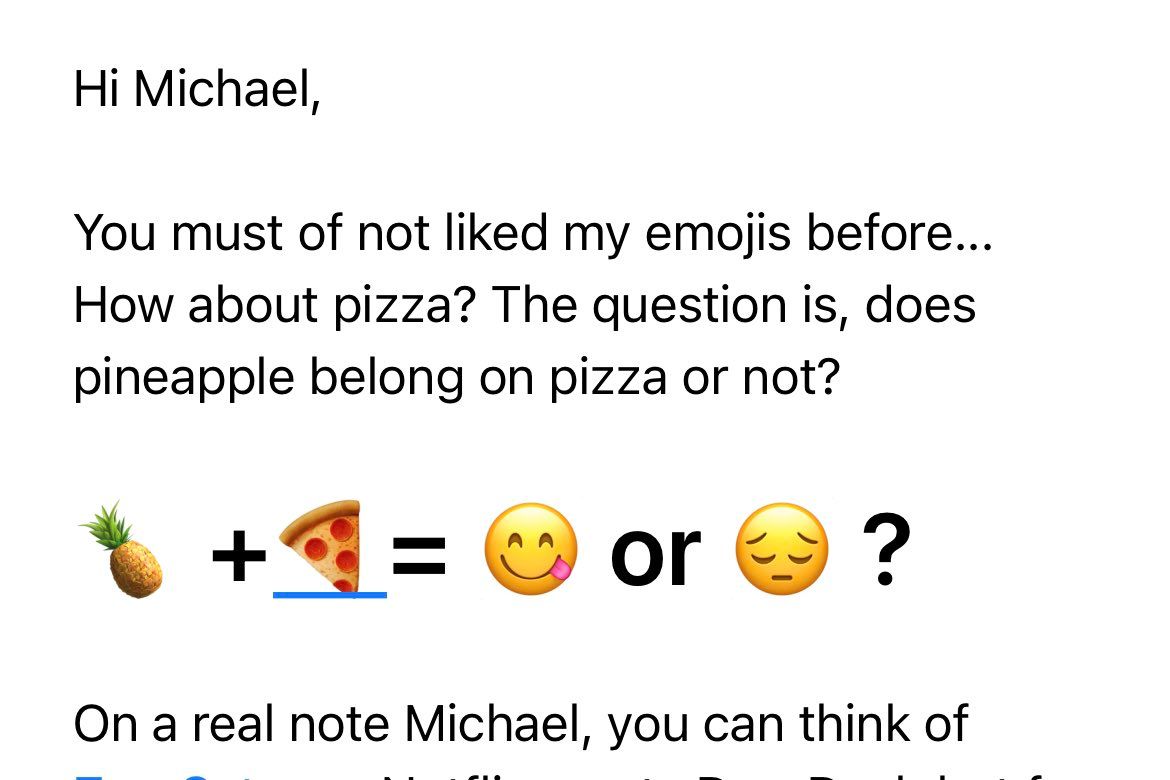 Hi Michael,
You must of not liked my emojis before...
How about pizza? The question is, does
pineapple belong on pizza or not?
🍍 +🍕= 😋 or 😔 ?
On a real note Michael, you can think of